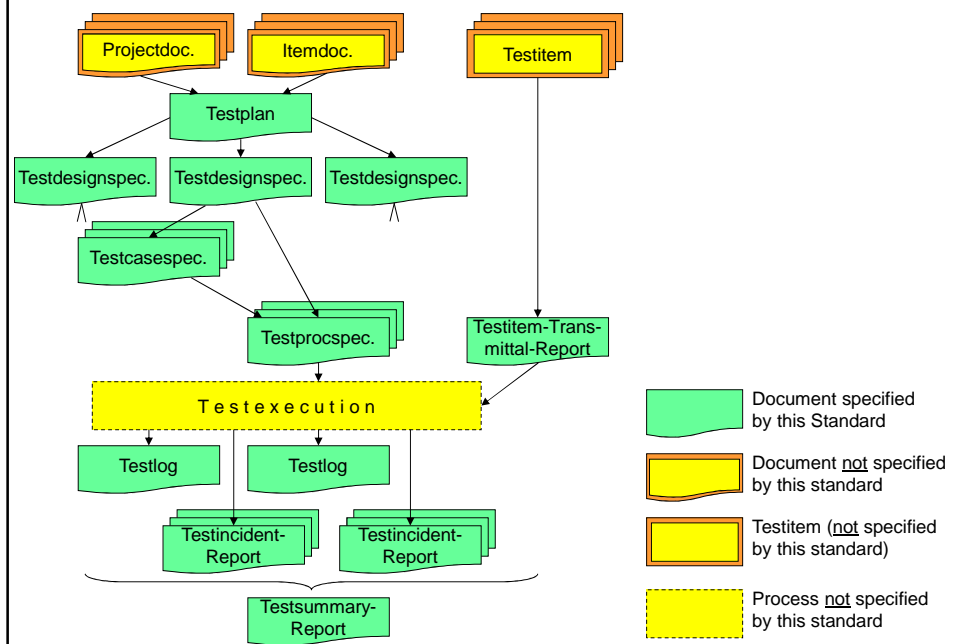 Projectdoc.
Itemdoc.
Testitem
Testplan
Testdesignspec.
Testdesignspec.
Testdesignspec.
Testcasespec.
Testprocspec.
Testitem-Trans-
mittal-Report
Testexecution
Testlog
Testlog
Testincident-
Report
Testincident-
Report
Testsummary-
Report
Document specified
by this Standard
Document not specified
by this standard
Testitem (not specified
by this standard)
Process not specified
by this standard